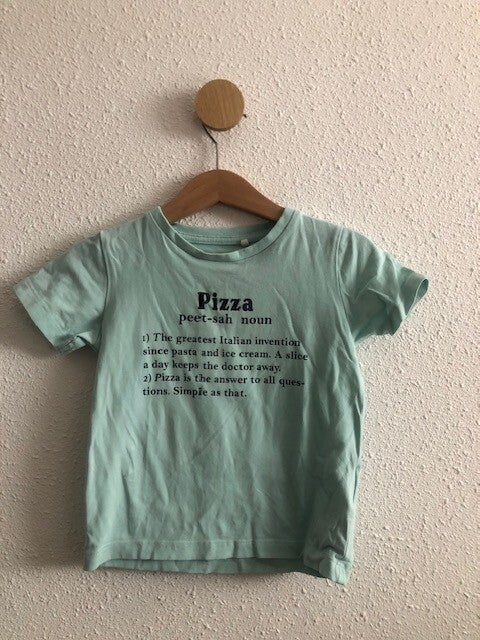 Pizza
peet-sah noun
1) The greatest Italian invention
since pasta and ice cream. A slice
a day keeps the doctor away.
2) Pizza is the answer to all ques-
tions. Simple as that.